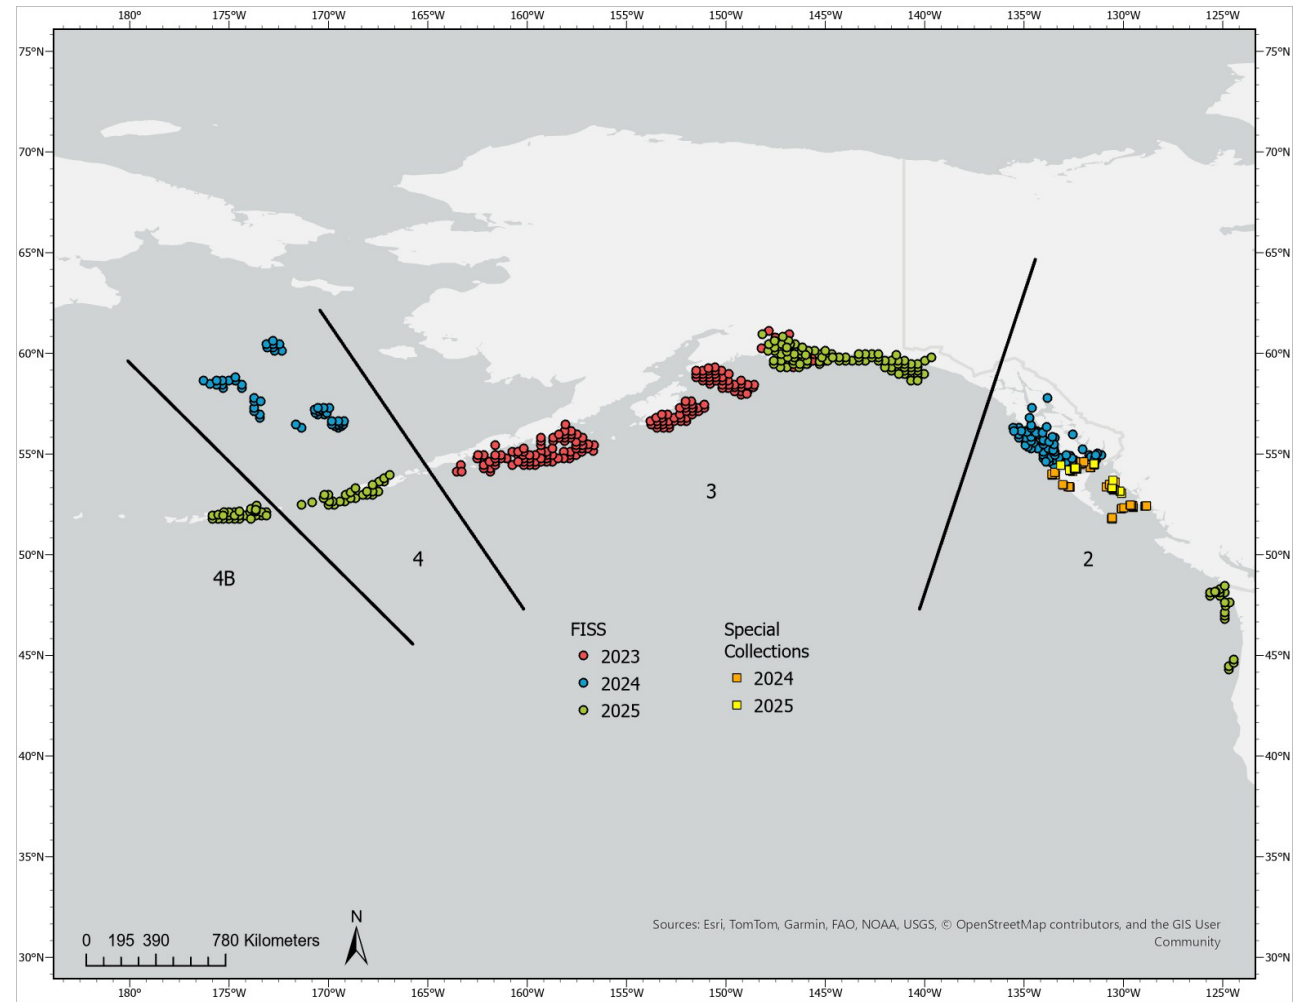 180° 175°W 170°W 165°W 160°W 155°W 150°W 145°W 140°W 135°W 130°W 125°W
75°N 75°N
70°N 70°N
65°N 65°N
60°N 60°N
55°N 55°N
3
50°N 50°N
4 2
4B
FISS
2023
2024
2025
Special
Collections
2024
2025
45°N 45°N
40°N 40°N
35°N 35°N
N
0 195 390 780 Kilometers
Sources: Esri, TomTom, Garmin, FAO, NOAA, USGS, © OpenStreetMap contributors, and the GIS User
Community
30°N 30°N
180° 175°W 170°W 165°W 160°W 155°W 150°W 145°W 140°W 135°W 130°W 125°W